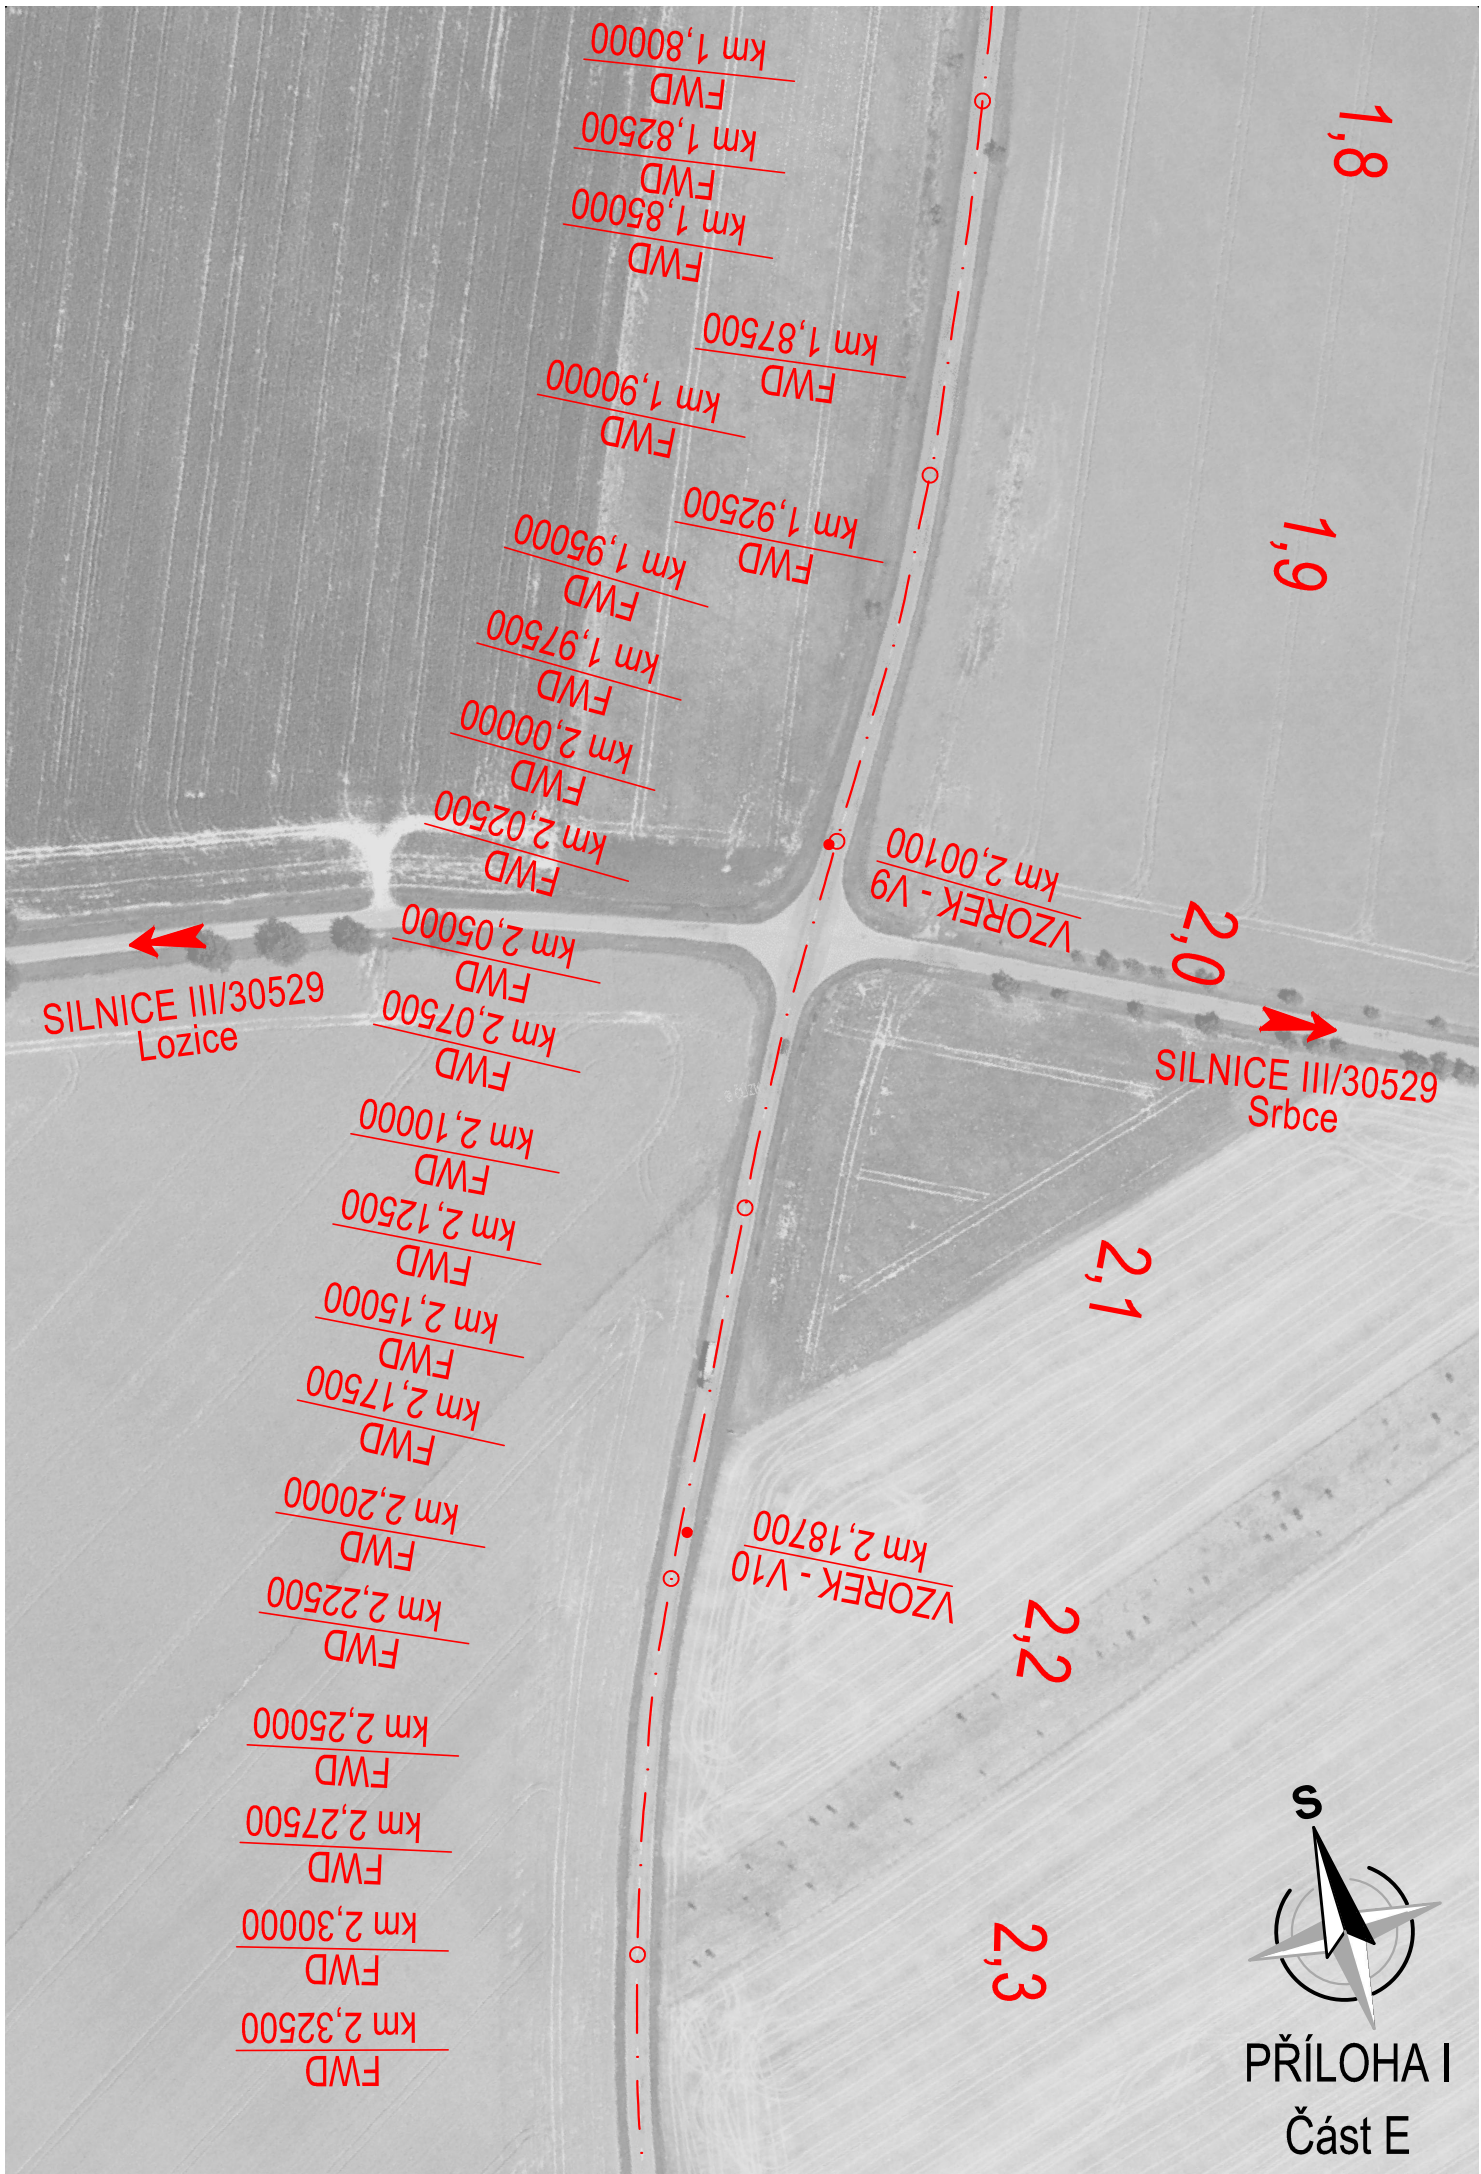 FWD
km 1,80000
FWD
km 1,82500
FWD
km 1,85000
FWD
km 1,87500
FWD
km 1,90000
FWD
km 1,92500
FWD
km 1,95000
FWD
km 1,97500
FWD
km 2,00000
FWD
km 2,02500
FWD
km 2,05000
FWD
km 2,07500
FWD
km 2,10000
FWD
km 2,12500
FWD
km 2,15000
FWD
km 2,17500
FWD
km 2,20000
FWD
km 2,22500
FWD
km 2,25000
FWD
km 2,27500
FWD
km 2,30000
FWD
km 2,32500
VZOREK - V9
km 2,00100
VZOREK - V10
km 2,18700
SILNICE III/30529
Lozice
SILNICE III/30529
Srbce
1,8
1,9
2,0
2,1
2,2
2,3
S
PŘÍLOHA I
Část E